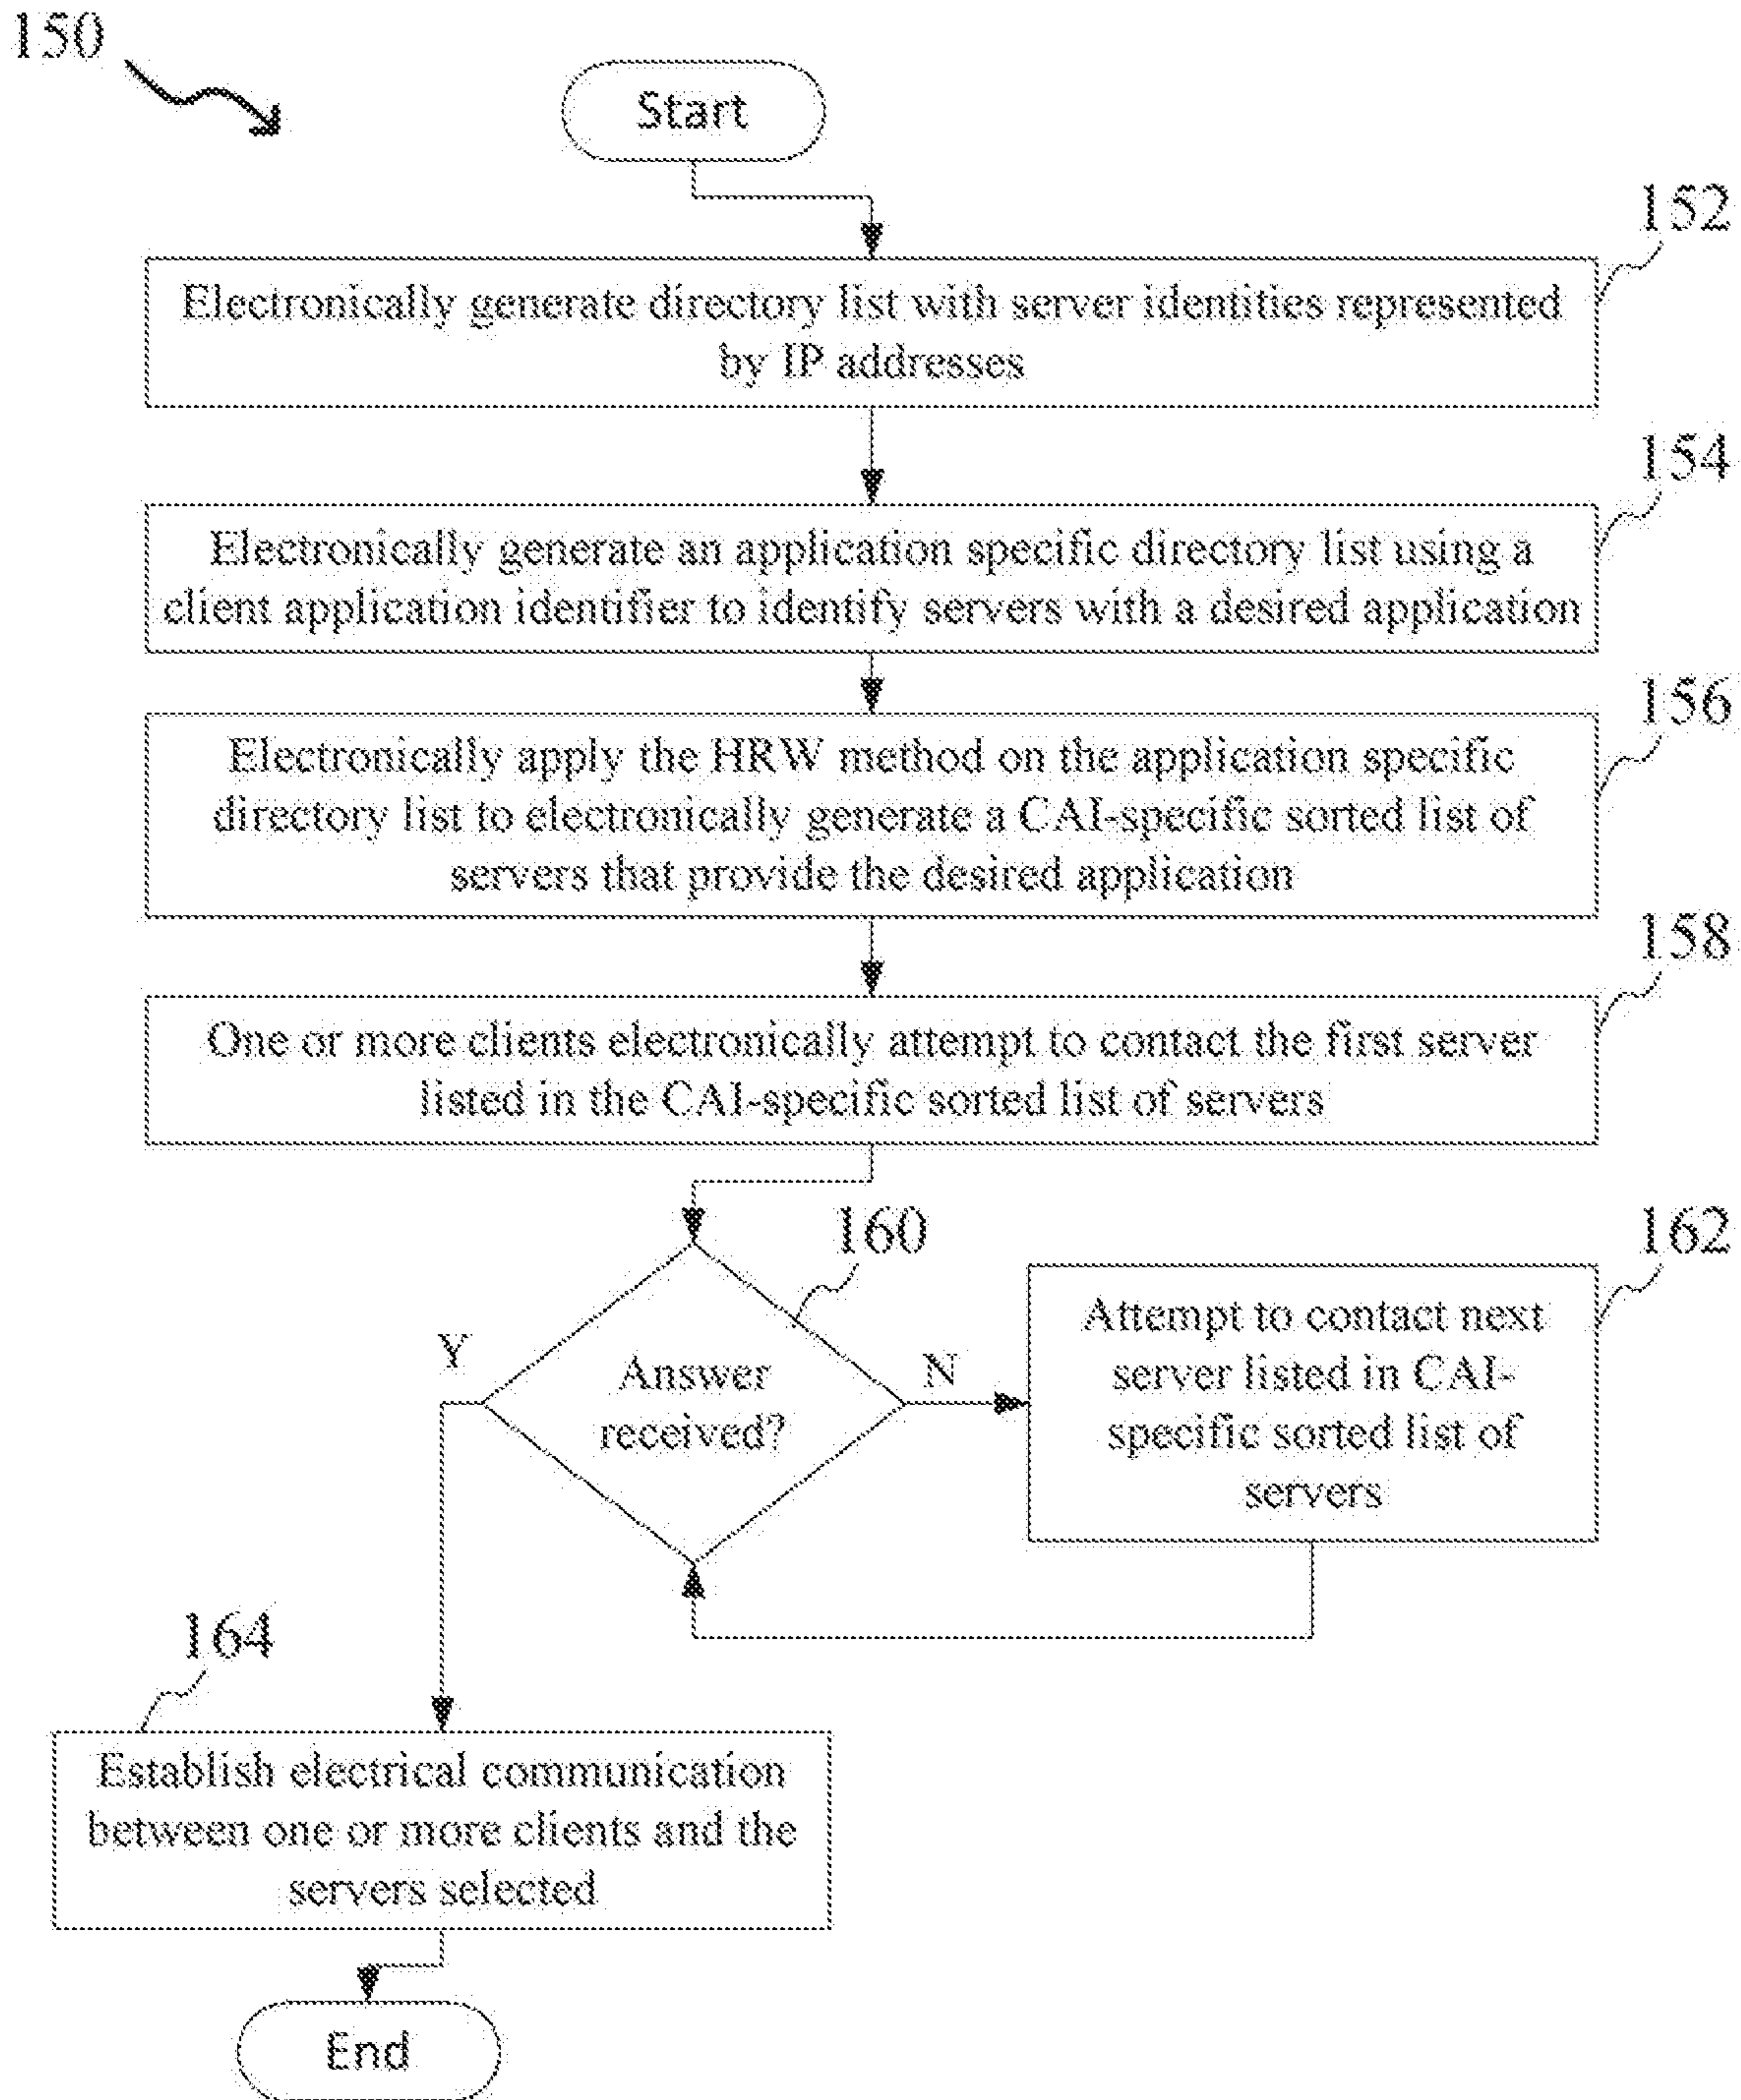 150
Start
152
Electronically generate directory list with server identities represented
by IP addresses
154
Electronically generate an application specific directory list using a
client application identifier to identify servers with a desired application
156
Electronically apply the HRW method on the application specific
directory list to electronically generate a CAI-specific sorted list of
servers that provide the desired application
158
One or more clients electronically attempt to contact the first server
listed in the CAI-specific sorted list of servers
160
162
Y
Answer
received?
N
Attempt to contact next
server listed in CAI-
specific sorted list of
servers
164
Establish electrical communication
between one or more clients and the
servers selected
End